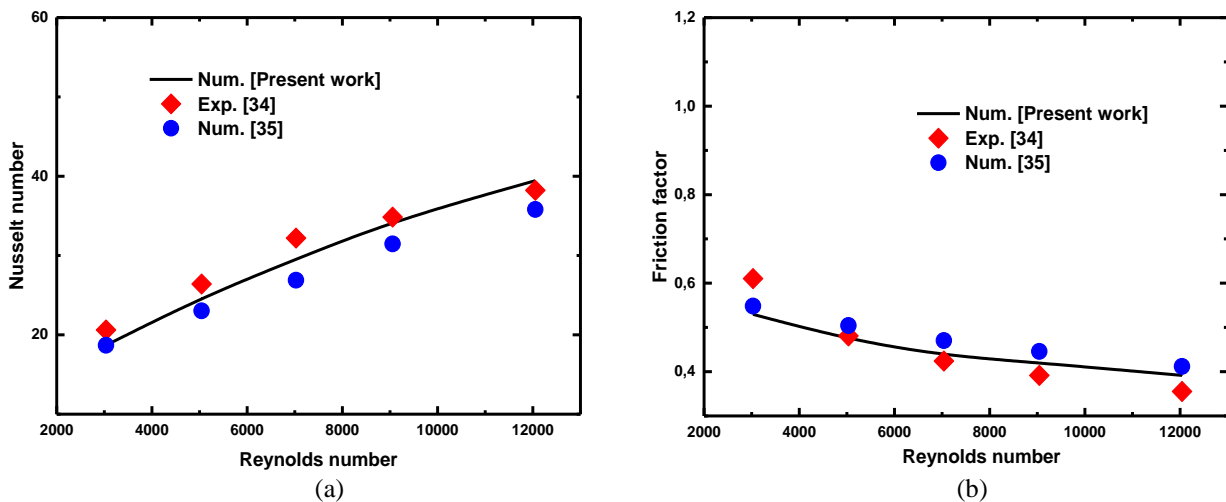 60
40
20
Nusselt number
Num. [Present work]
Exp. [34]
Num. [35]
2000 4000 6000 8000 10000 12000
Reynolds number
(a)
1,2
1,0
0,8
0,6
0,4
Friction factor
Num. [Present work]
Exp. [34]
Num. [35]
2000 4000 6000 8000 10000 12000
Reynolds number
(b)